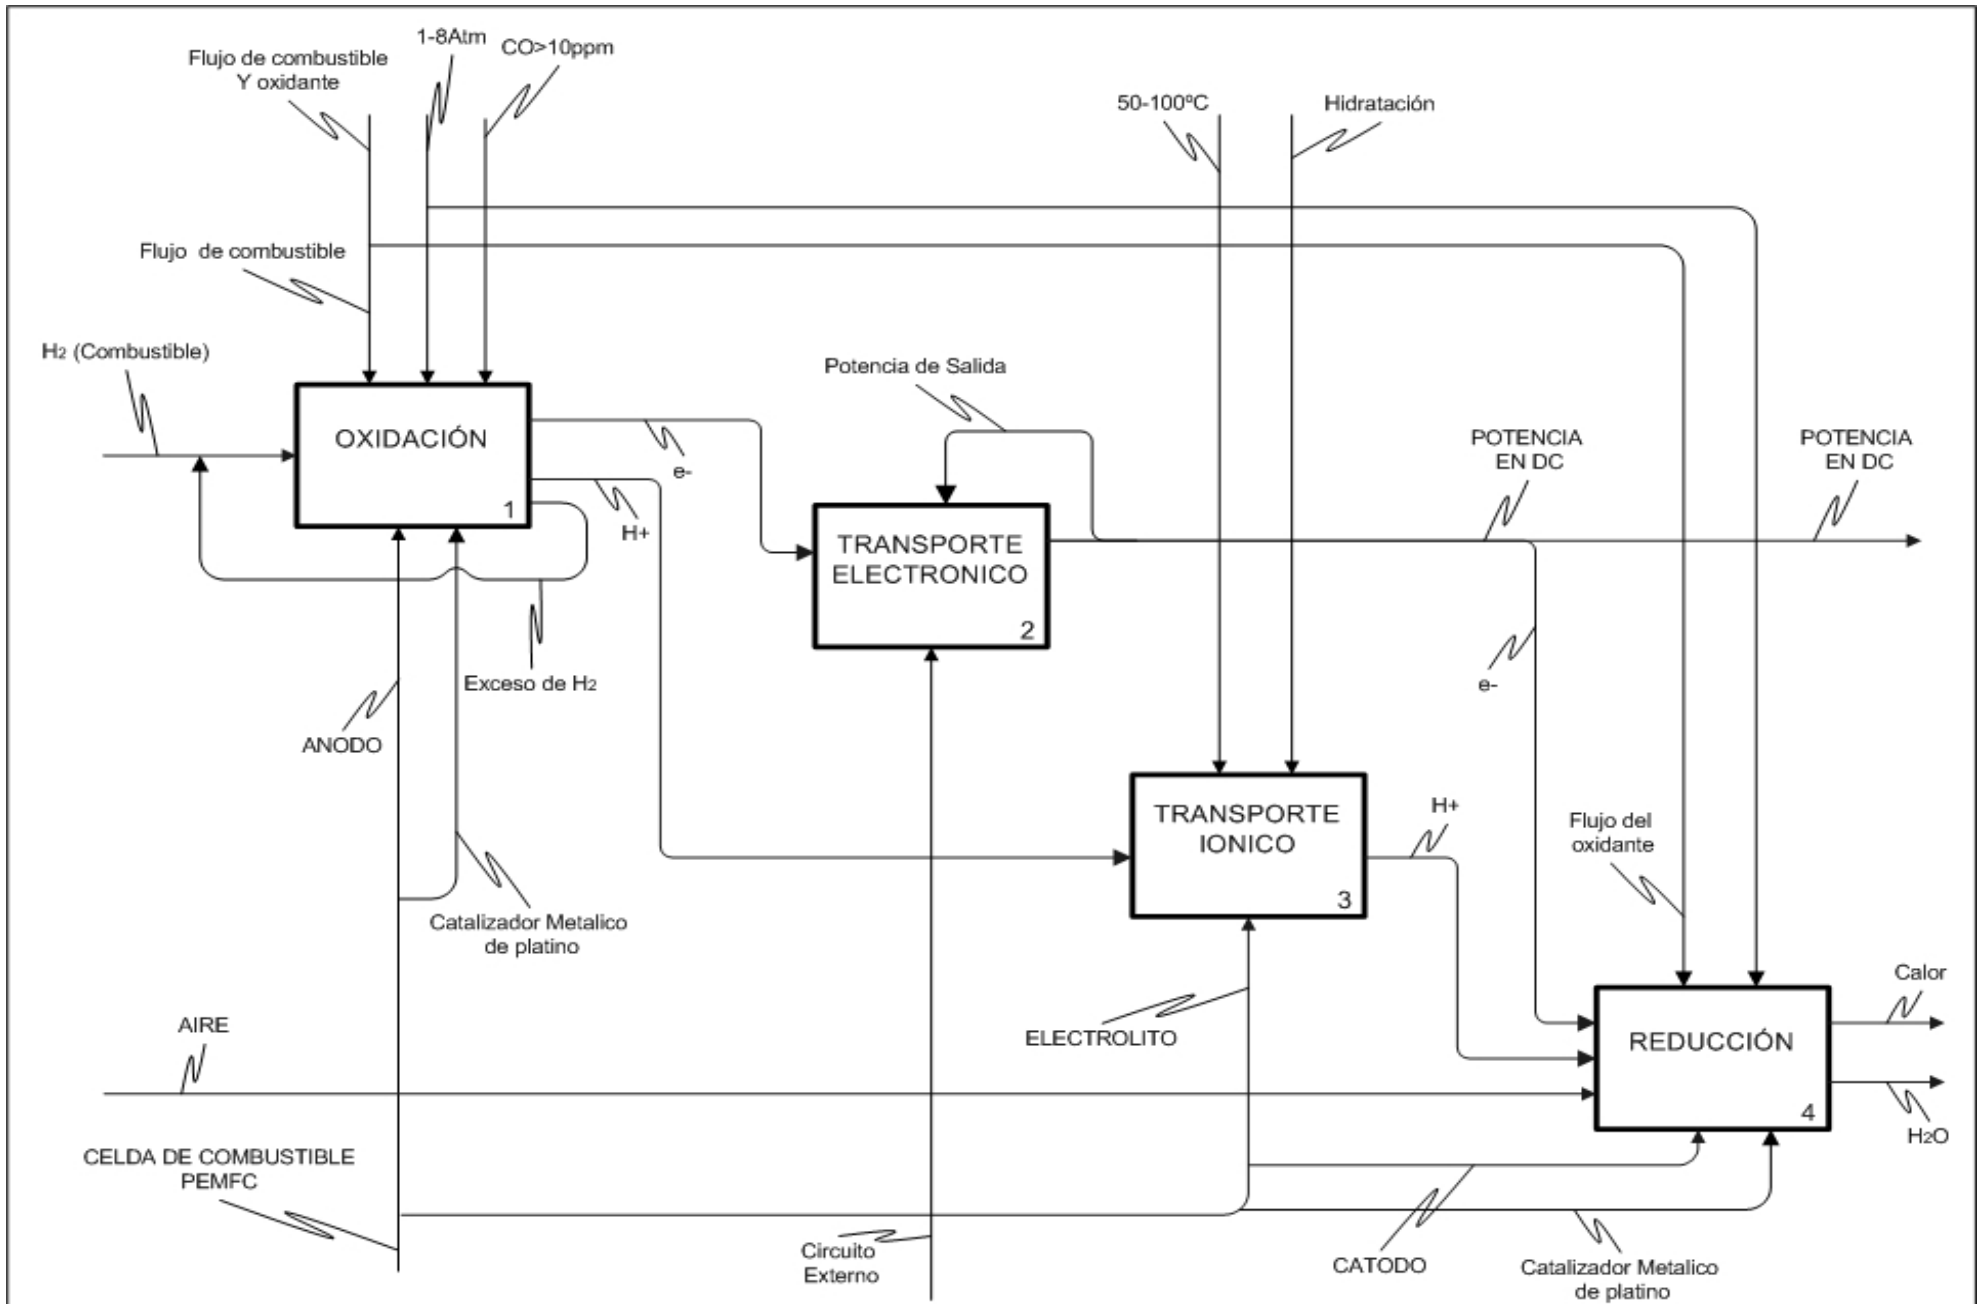 1-8Atm
CO>10ppm
Flujo de combustible
Y oxidante
50-100ºC
Hidratación
Flujo de combustible
H2 (Combustible)
Potencia de Salida
OXIDACIÓN
1
e-
H+
POTENCIA
EN DC
POTENCIA
EN DC
TRANSPORTE
ELECTRONICO
2
Exceso de H2
e-
ANODO
TRANSPORTE
IONICO
3
H+
Flujo del
oxidante
Catalizador Metalico
de platino
Calor
AIRE
ELECTROLITO
REDUCCIÓN
4
H2O
CELDA DE COMBUSTIBLE
PEMFC
Circuito
Externo
CATODO
Catalizador Metalico
de platino